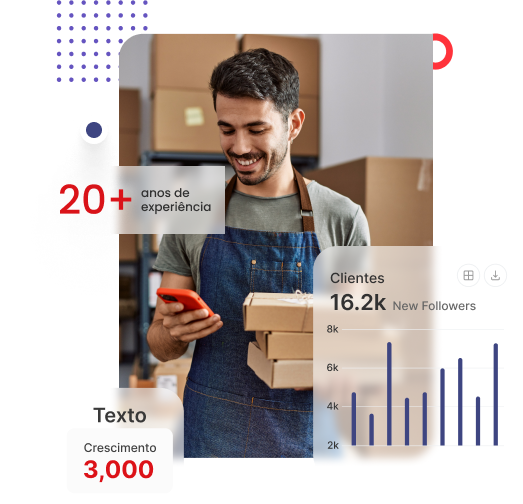 20+
anos de
experiência
Clientes
16.2k New Followers
8k
6k
4k
2k
Texto
Crescimento
3,000